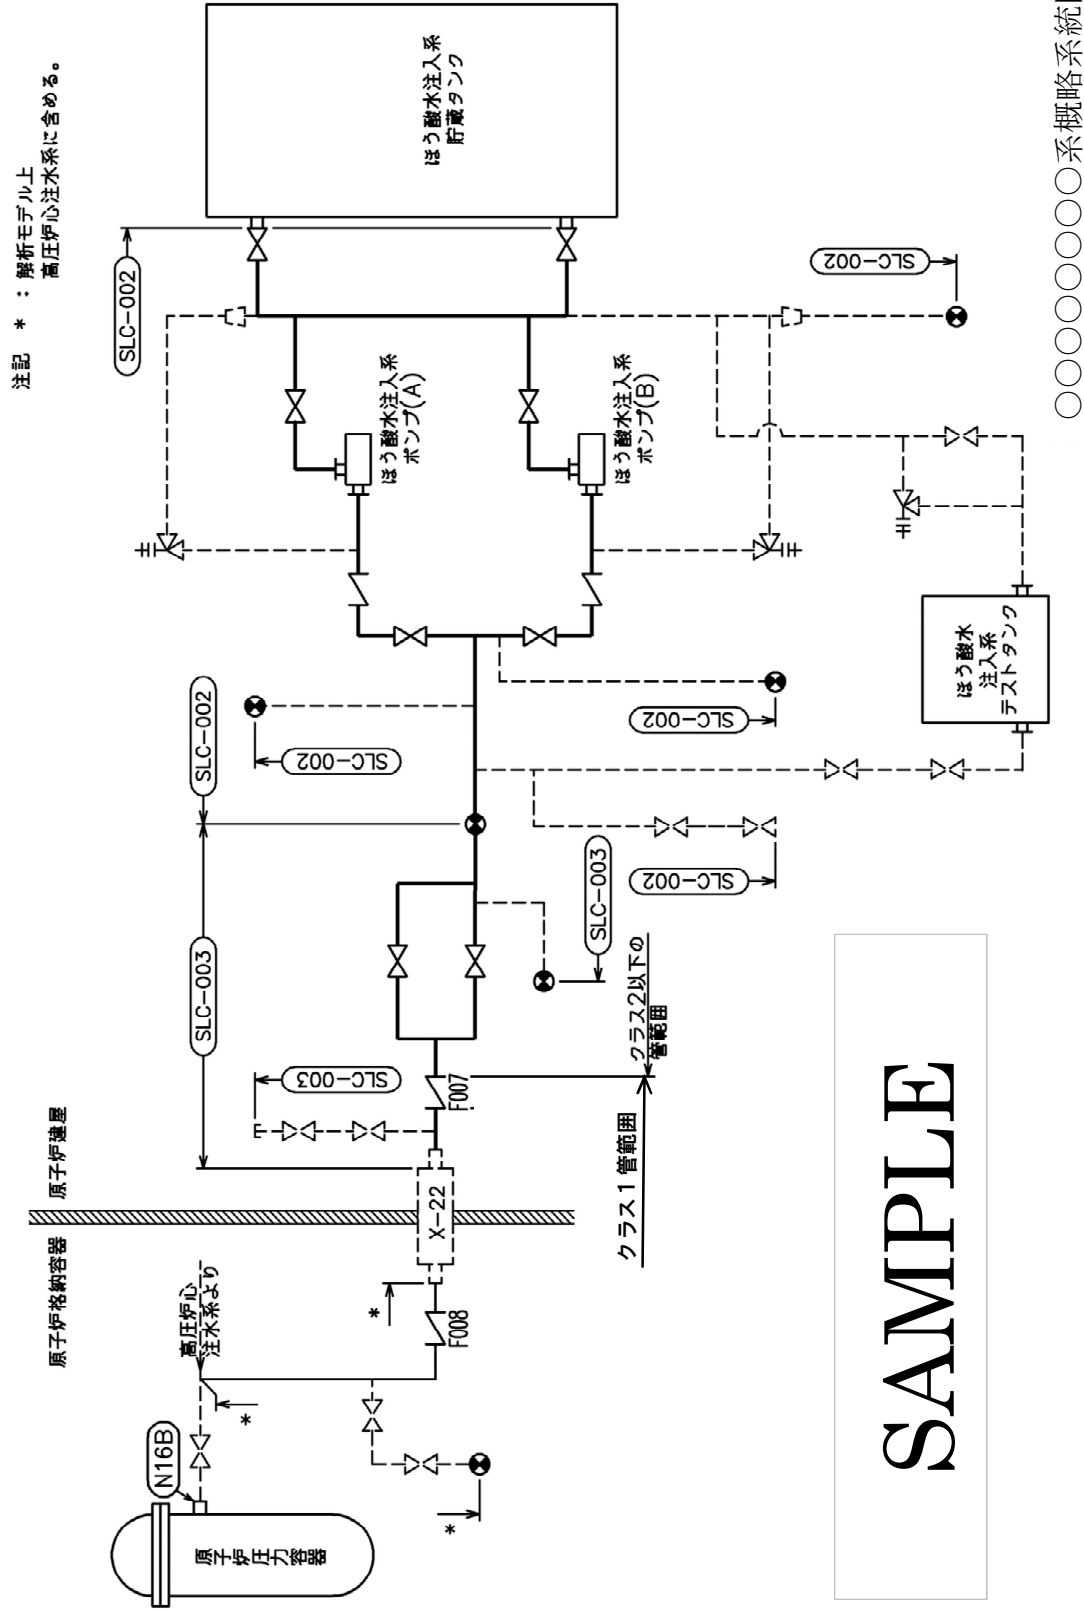 注記 * : 解析モデル上
高圧炉心注水系に含める。
原子炉格納容器
原子炉建屋
SLC-003
SLC-002
SLC-002
N16B
高圧炉心
注水系より
*
原子炉圧力容器
*
*
F008
X-22
F007
SLC-003
SLC-002
SLC-003
クラス1管範囲
クラス2以下の
管範囲
SLC-002
SLC-002
ほう酸水注入系
ポンプ(A)
ほう酸水注入系
ポンプ(B)
ほう酸水注入系
貯蔵タンク
SLC-002
ほう酸水
注入系
テストタンク
SAMPLE
○○○○○○○○○系概略系統